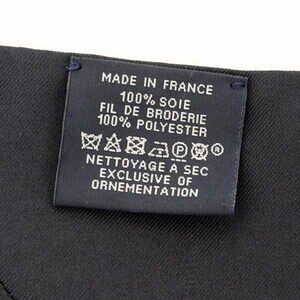 MADE IN FRANCE
100% SOIE
FIL DE BRODERIE
100% POLYESTER
P
NETTOYAGE A SEC
EXCLUSIVE OF
ORNEMENTATION